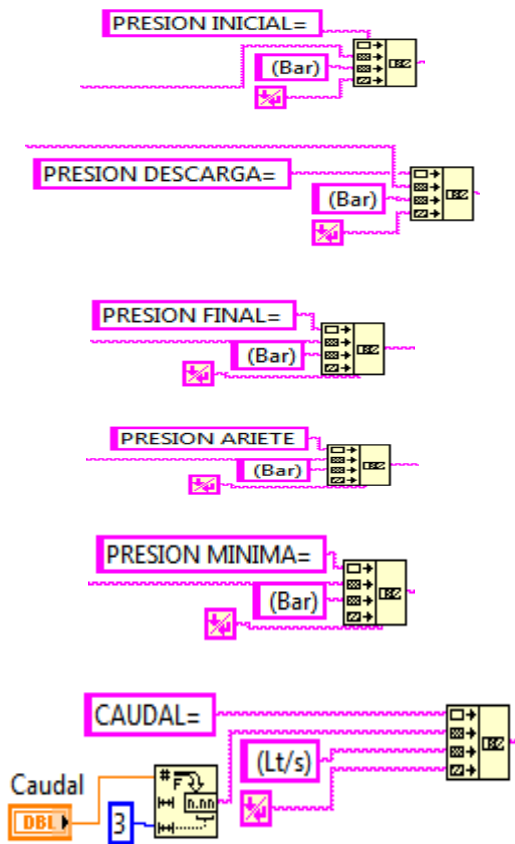 PRESION INICIAL=
(Bar)
PRESION DESCARGA=
(Bar)
PRESION FINAL=
(Bar)
PRESION ARIETE
(Bar)
PRESION MINIMA=
(Bar)
CAUDAL=
(Lt/s)
# F
n.nn
Caudal
DBL
3